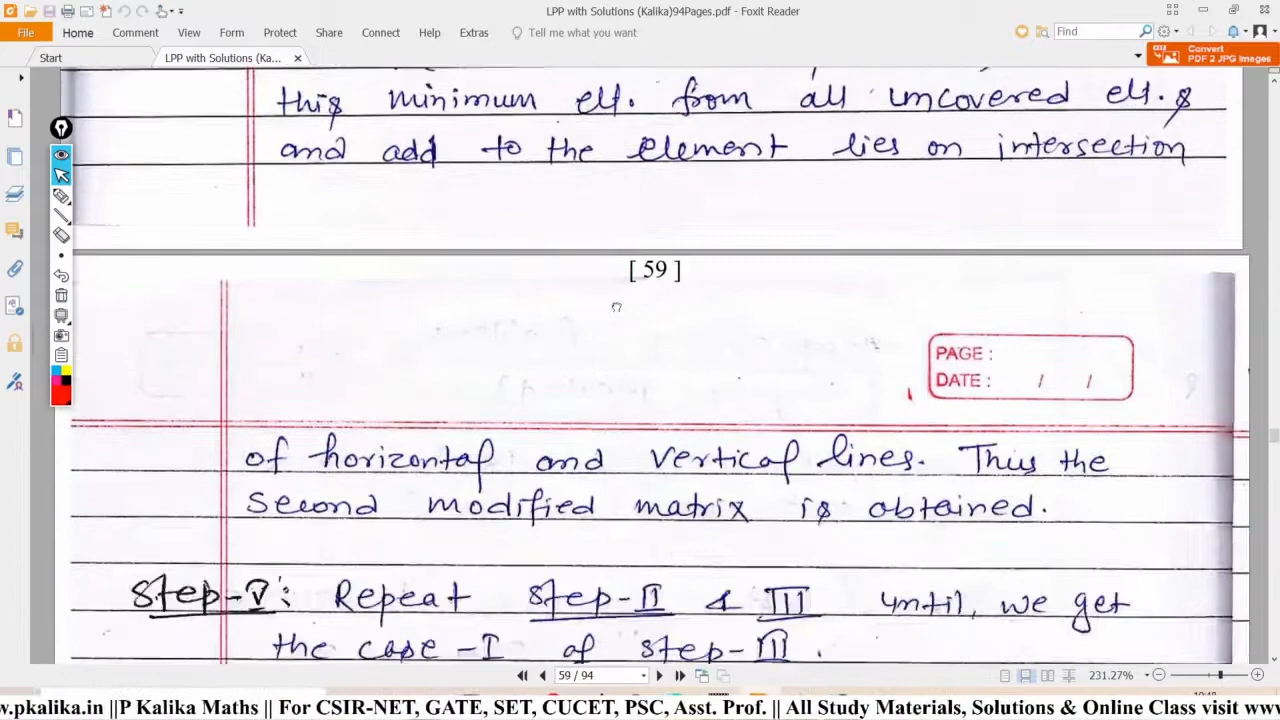 LPP with Solutions (Kalika)94Pages.pdf - Foxit Reader
File Home Comment View Form Protect Share Connect Help Extras Tell me what you want Find
Start LPP with Solutions (Ka... Convert
PDF 2 JPG Images
this minimum elt. from all uncovered elt.s
and add to the element lies on intersection
[ 59 ]
PAGE :
DATE : / /
of horizontal and vertical lines. Thus the
second modified matrix is obtained.
Step-V: Repeat step-II & III until, we get
the case-I of step-III.
59 / 94 231.27%
w.pkalika.in ||P Kalika Maths || For CSIR-NET, GATE, SET, CUCET, PSC, Asst. Prof. || All Study Materials, Solutions & Online Class visit www